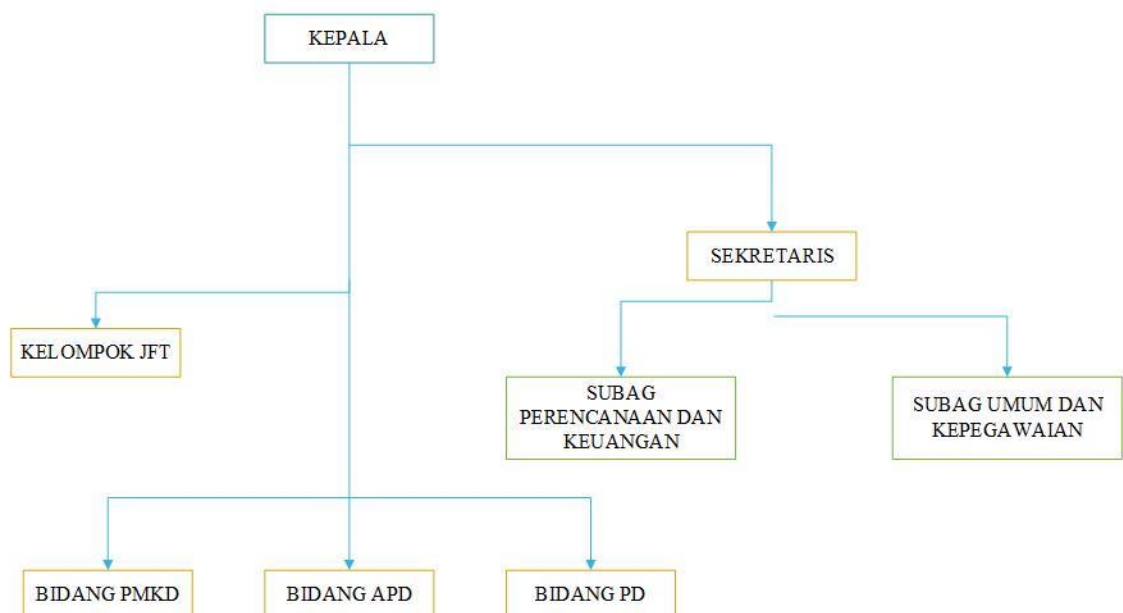 KEPALA
SEKRETARIS
KELOMPOK JFT
SUBAG
PERENCANAAN DAN
KEUANGAN
SUBAG UMUM DAN
KEPEGAWAIAN
BIDANG PMKD
BIDANG APD
BIDANG PD